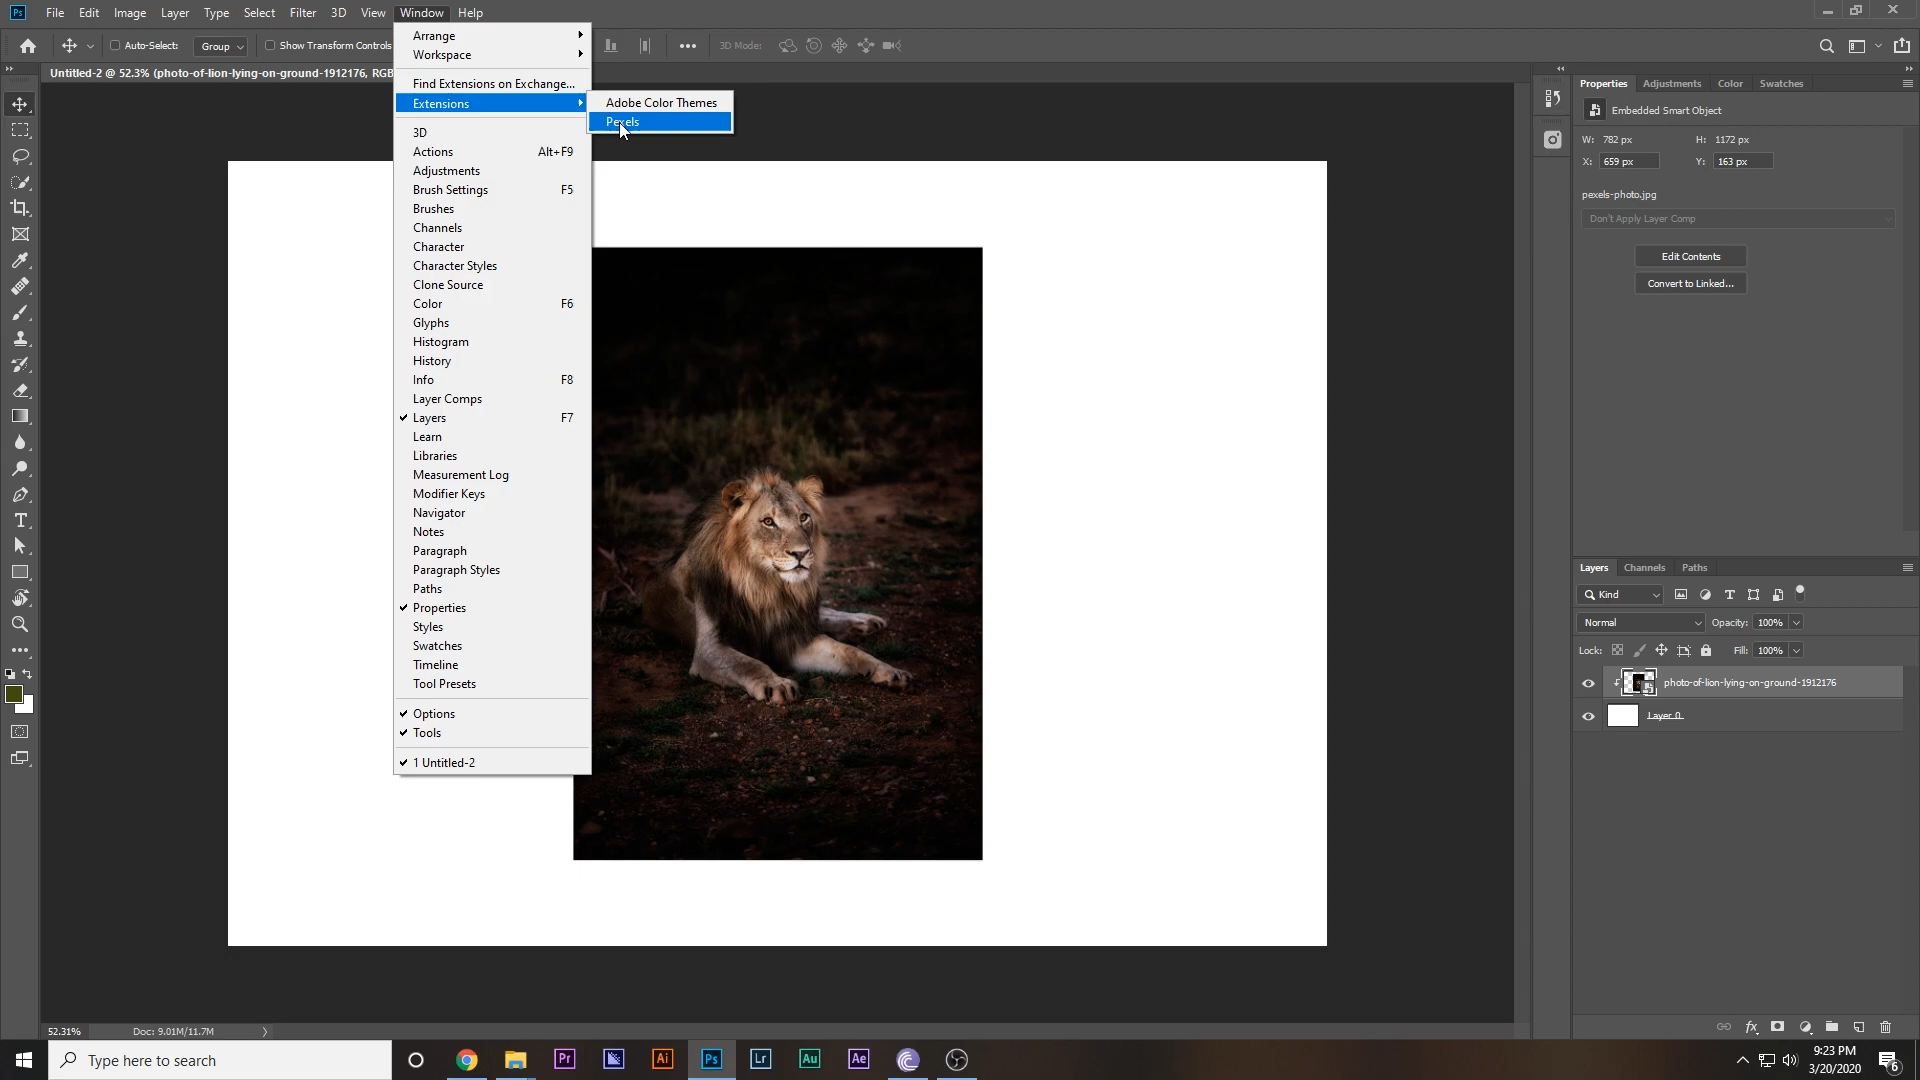 Ps File Edit Image Layer Type Select Filter 3D View Window Help
Auto-Select: Group Show Transform Controls 3D Mode:
Untitled-2 @ 52.3% (photo-of-lion-lying-on-ground-1912176, RGB
Arrange
Workspace
Find Extensions on Exchange...
Extensions
Adobe Color Themes
Pexels
3D
Actions Alt+F9
Adjustments
Brush Settings F5
Brushes
Channels
Character
Character Styles
Clone Source
Color F6
Glyphs
Histogram
History
Info F8
Layer Comps
Layers F7
Learn
Libraries
Measurement Log
Modifier Keys
Navigator
Notes
Paragraph
Paragraph Styles
Paths
Properties
Styles
Swatches
Timeline
Tool Presets
Options
Tools
1 Untitled-2
Properties Adjustments Color Swatches
Embedded Smart Object
W: 782 px H: 1172 px
X: 659 px Y: 163 px
pexels-photo.jpg
Don't Apply Layer Comp
Edit Contents
Convert to Linked...
Layers Channels Paths
Kind
Normal Opacity: 100%
Lock: Fill: 100%
photo-of-lion-lying-on-ground-1912176
Layer 0
52.31% Doc: 9.01M/11.7M
Type here to search
Pr Ai Ps Lr Au Ae
9:23 PM
3/20/2020
6